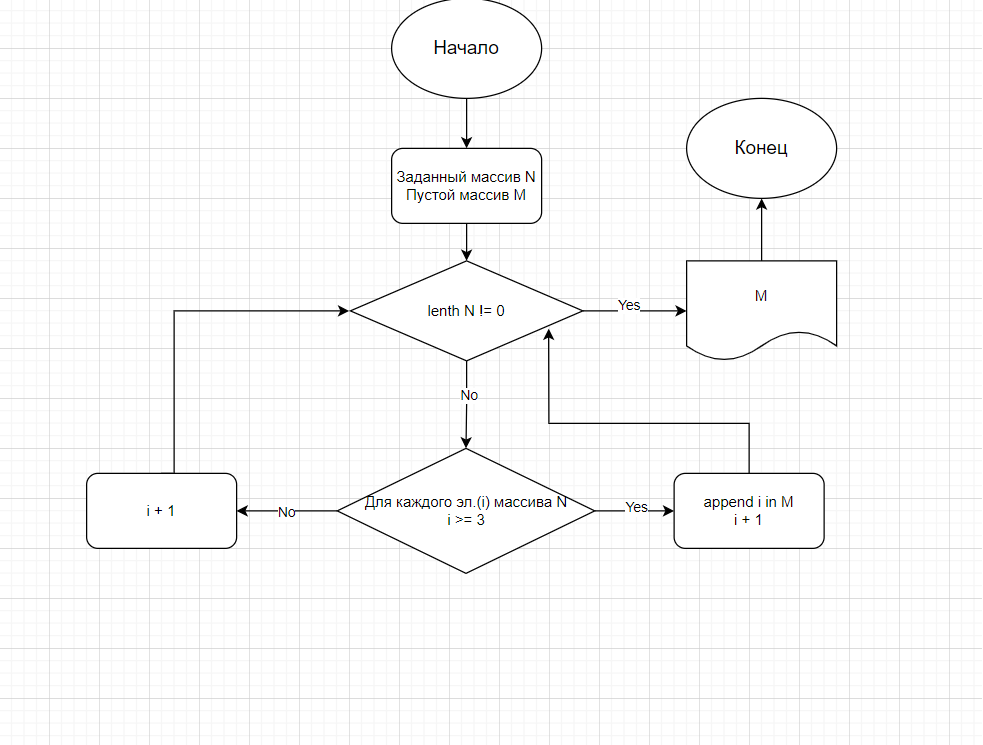 Начало
Конец
Заданный массив N
Пустой массив M
lenth N != 0
Yes
M
No
Для каждого эл.(i) массива N
i >= 3
No
i + 1
Yes
append i in M
i + 1